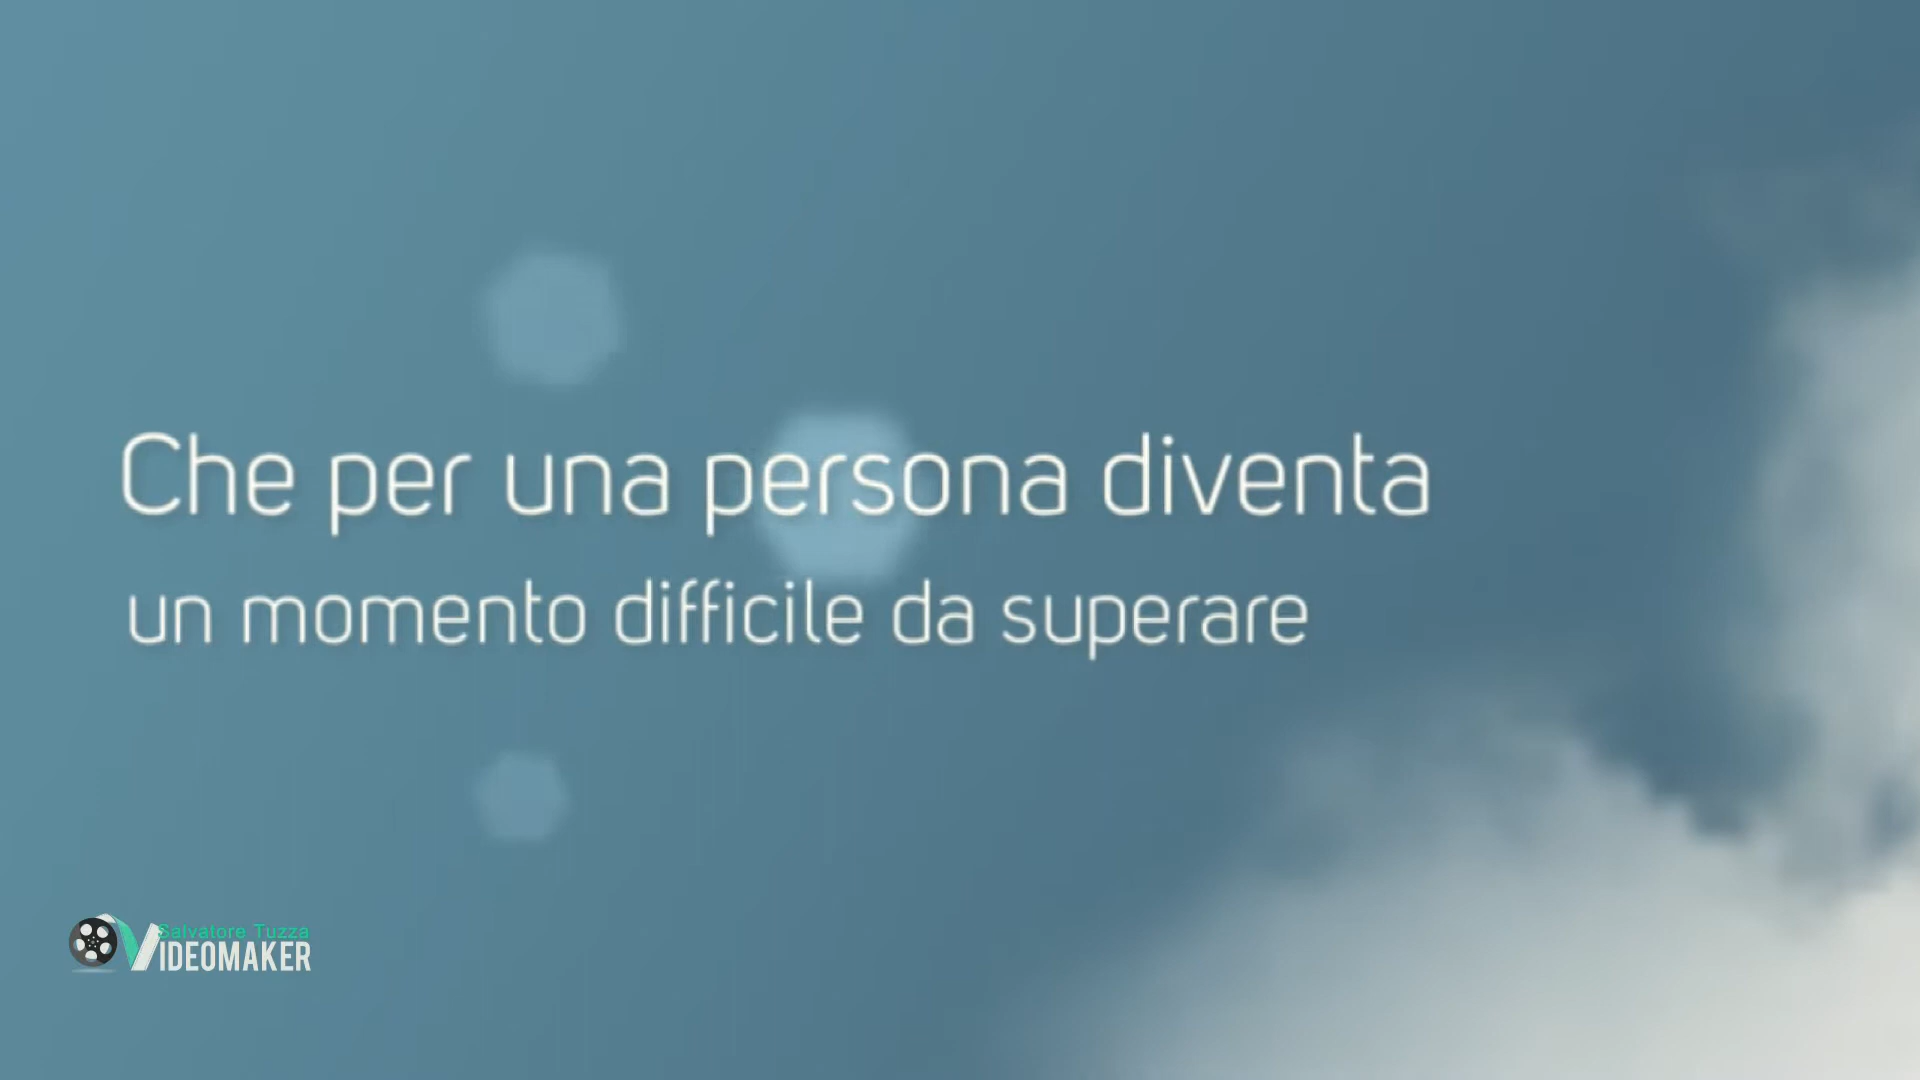 Che per una persona diventa
un momento difficile da superare
Salvatore Tuzza
VIDEOMAKER